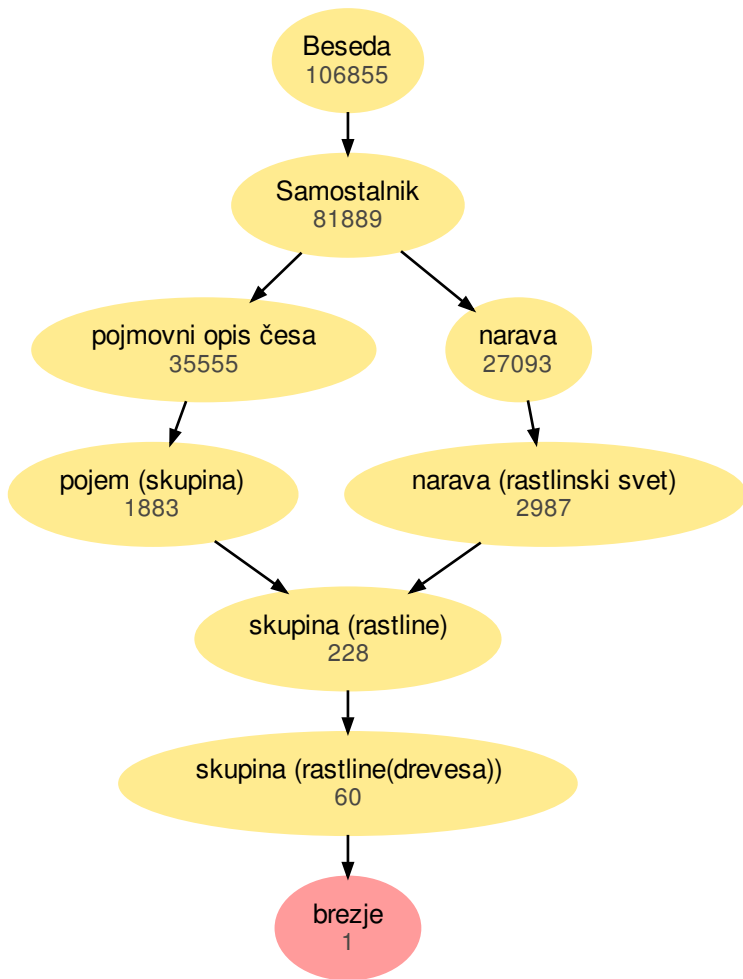 Beseda
106855
Samostalnik
81889
pojmovni opis česa
35555
narava
27093
pojem (skupina)
1883
narava (rastlinski svet)
2987
skupina (rastline)
228
skupina (rastline(drevesa))
60
brezje
1